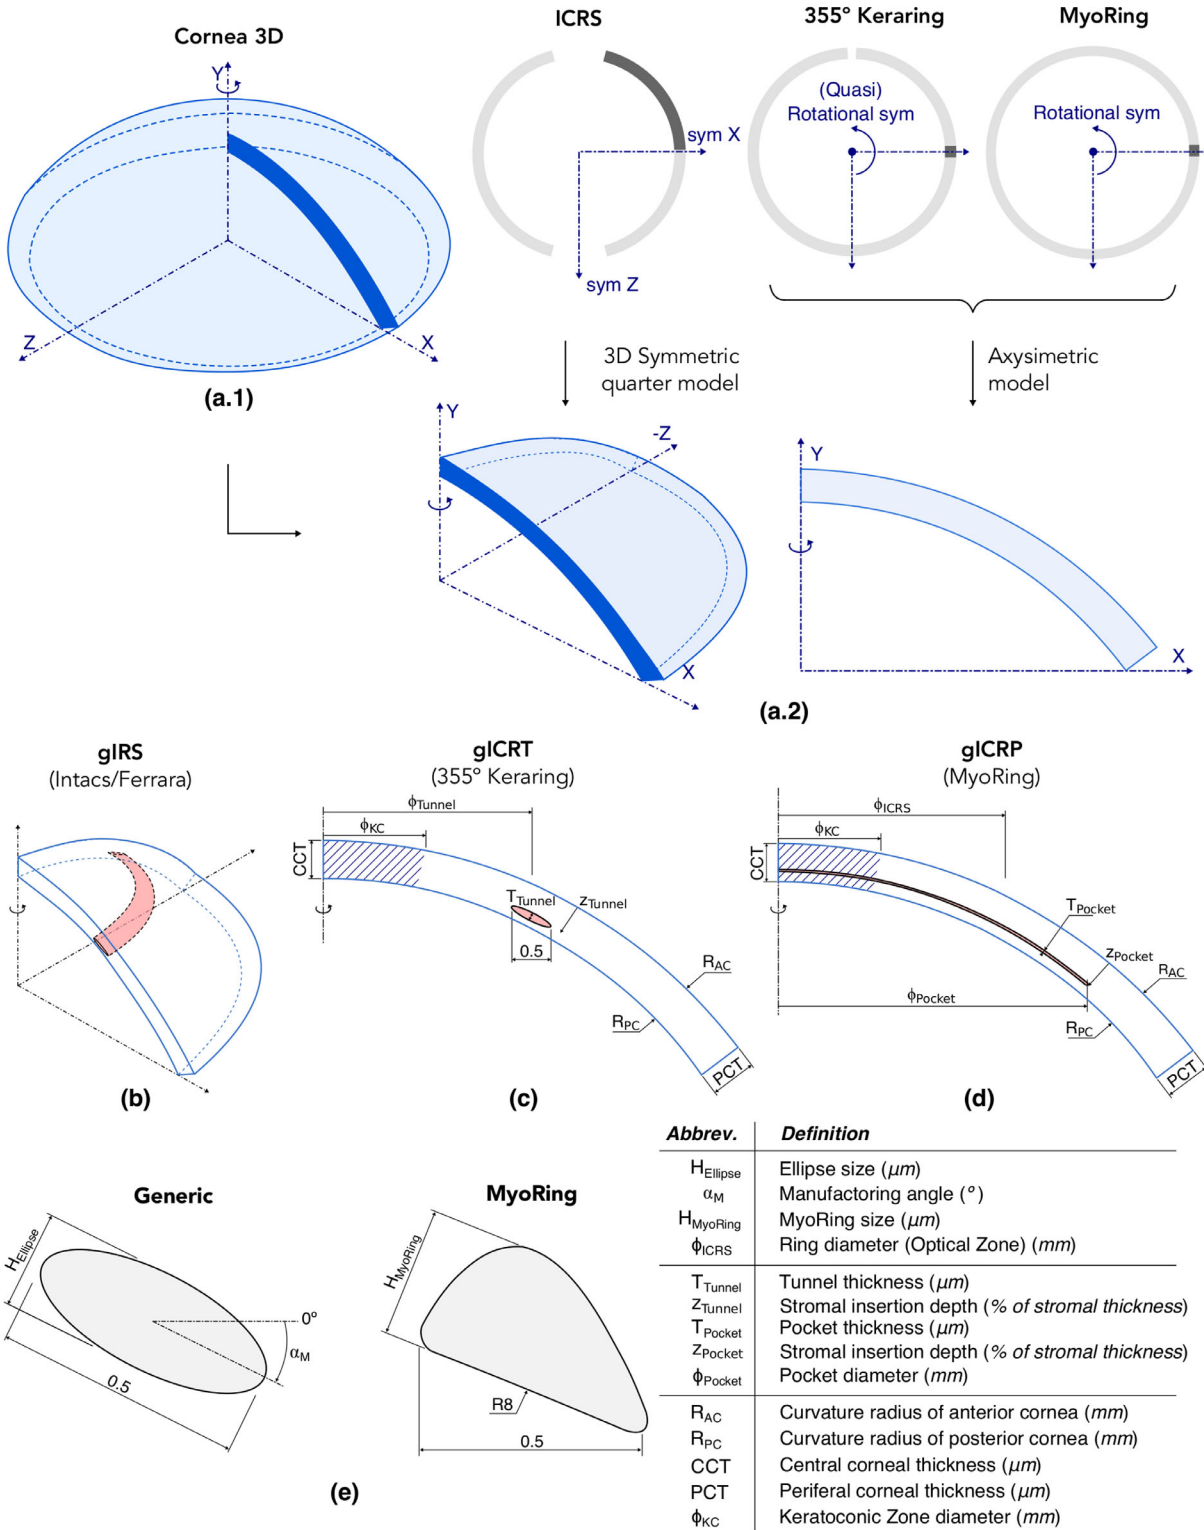 Cornea 3D
Y
Z
X
(a.1)
ICRS
sym X
sym Z
355º Keraring
(Quasi)
Rotational sym
MyoRing
Rotational sym
3D Symmetric
quarter model
Axysimetric
model
Y
-Z
X
Y
X
(a.2)
gIRS
(Intacs/Ferrara)
(b)
gICRT
(355º Keraring)
ϕTunnel
ϕKC
CCT
TTunnel
zTunnel
0.5
RAC
RPC
PCT
(c)
gICRP
(MyoRing)
ϕICRS
ϕKC
CCT
TPocket
zPocket
RAC
ϕPocket
RPC
PCT
(d)
Generic
HEllipse
0º
αM
0.5
MyoRing
HMyoRing
R8
0.5
(e)
Abbrev. Definition
HEllipse Ellipse size (μm)
αM Manufactoring angle (º)
HMyoRing MyoRing size (μm)
ϕICRS Ring diameter (Optical Zone) (mm)
TTunnel Tunnel thickness (μm)
zTunnel Stromal insertion depth (% of stromal thickness)
TPocket Pocket thickness (μm)
zPocket Stromal insertion depth (% of stromal thickness)
ϕPocket Pocket diameter (mm)
RAC Curvature radius of anterior cornea (mm)
RPC Curvature radius of posterior cornea (mm)
CCT Central corneal thickness (μm)
PCT Periferal corneal thickness (μm)
ϕKC Keratoconic Zone diameter (mm)